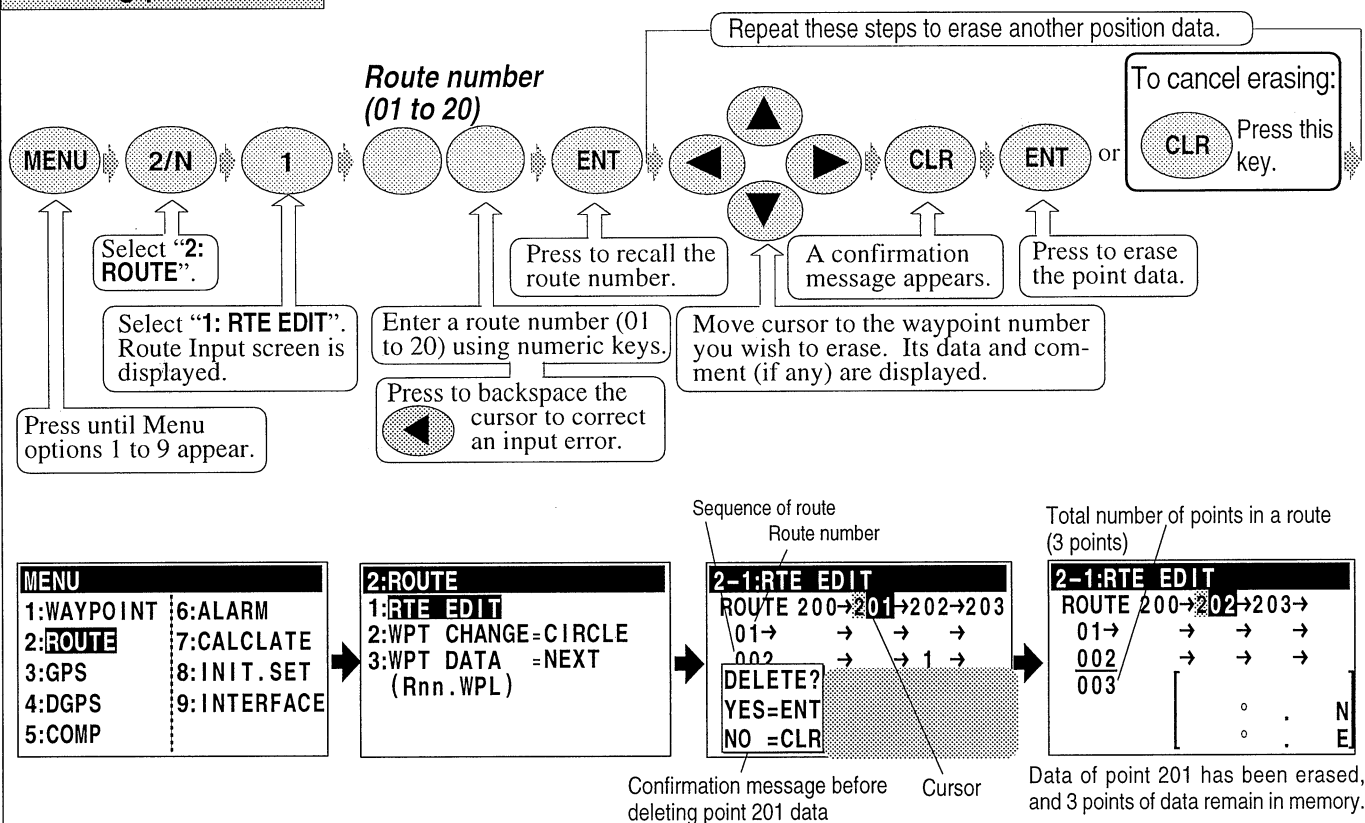 Repeat these steps to erase another position data.
Route number
(01 to 20)
To cancel erasing:
CLR
Press this
key.
MENU
2/N
1
ENT
CLR
ENT
or
Select "2:
ROUTE".
Press to recall the
route number.
A confirmation
message appears.
Press to erase
the point data.
Select "1: RTE EDIT".
Route Input screen is
displayed.
Enter a route number (01
to 20) using numeric keys.
Move cursor to the waypoint number
you wish to erase. Its data and com-
ment (if any) are displayed.
Press to backspace the
cursor to correct
an input error.
Press until Menu
options 1 to 9 appear.
Sequence of route
Route number
Total number of points in a route
(3 points)
MENU
1:WAYPOINT 6:ALARM
2:ROUTE 7:CALCLATE
3:GPS 8:INIT.SET
4:DGPS 9:INTERFACE
5:COMP
2:ROUTE
1:RTE EDIT
2:WPT CHANGE=CIRCLE
3:WPT DATA =NEXT
(Rnn.WPL)
2-1:RTE EDIT
ROUTE 200→201→202→203
01→ → → →
002 → → 1 →
DELETE?
YES=ENT
NO =CLR
2-1:RTE EDIT
ROUTE 200→202→203→
01→ → → →
002 → → →
003
° . N
° . E
Confirmation message before
deleting point 201 data
Cursor
Data of point 201 has been erased,
and 3 points of data remain in memory.